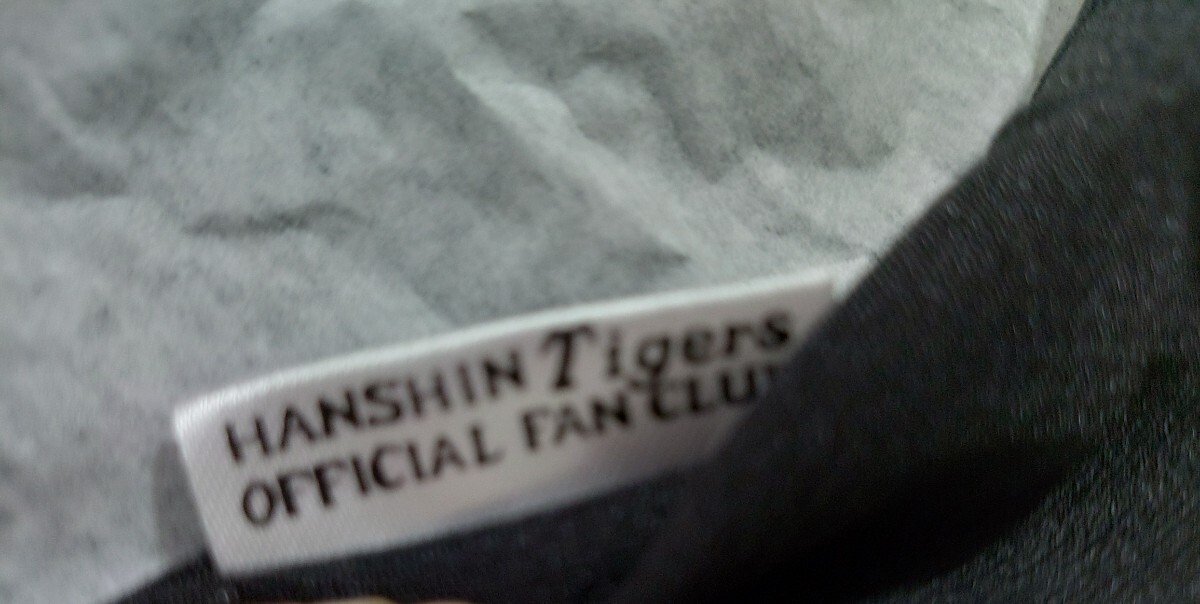 HANSHIN Tigers
OFFICIAL FAN CLU